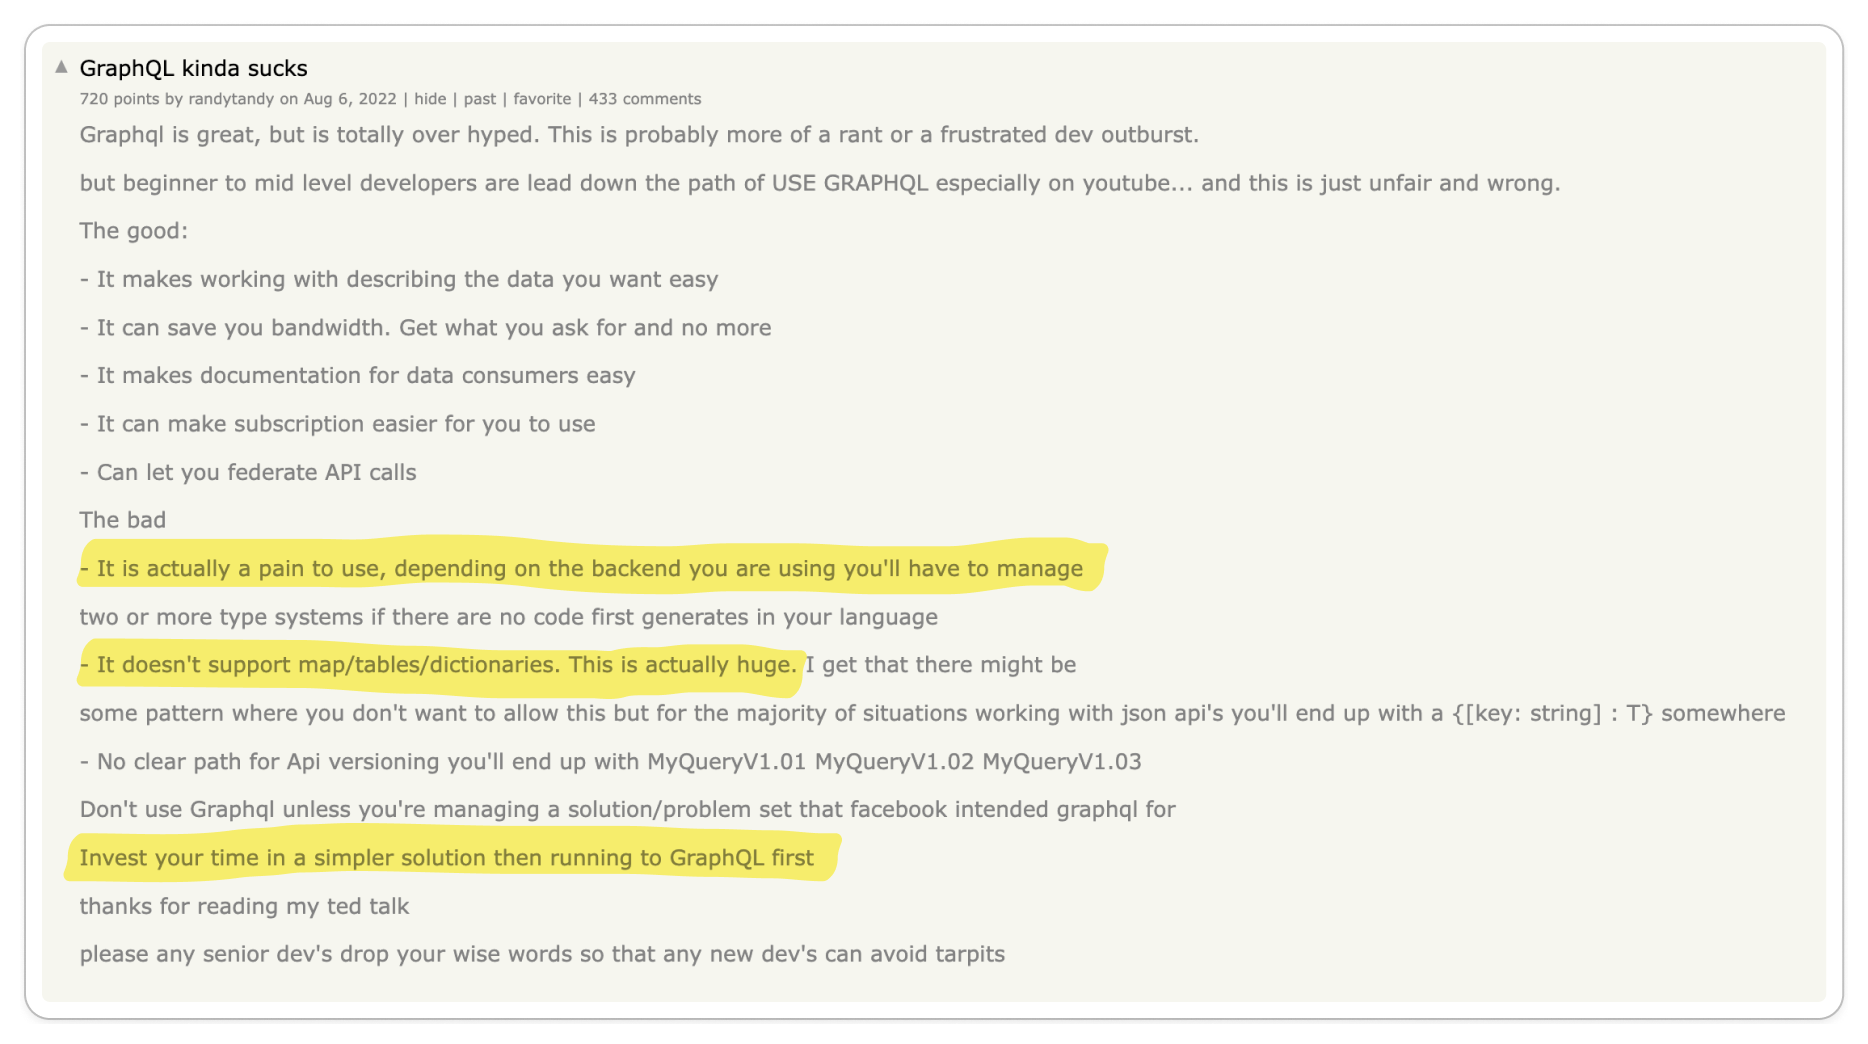 ▲ GraphQL kinda sucks
720 points by randytandy on Aug 6, 2022 | hide | past | favorite | 433 comments
Graphql is great, but is totally over hyped. This is probably more of a rant or a frustrated dev outburst.
but beginner to mid level developers are lead down the path of USE GRAPHQL especially on youtube... and this is just unfair and wrong.
The good:
- It makes working with describing the data you want easy
- It can save you bandwidth. Get what you ask for and no more
- It makes documentation for data consumers easy
- It can make subscription easier for you to use
- Can let you federate API calls
The bad
- It is actually a pain to use, depending on the backend you are using you'll have to manage
two or more type systems if there are no code first generates in your language
- It doesn't support map/tables/dictionaries. This is actually huge. I get that there might be
some pattern where you don't want to allow this but for the majority of situations working with json api's you'll end up with a {[key: string] : T} somewhere
- No clear path for Api versioning you'll end up with MyQueryV1.01 MyQueryV1.02 MyQueryV1.03
Don't use Graphql unless you're managing a solution/problem set that facebook intended graphql for
Invest your time in a simpler solution then running to GraphQL first
thanks for reading my ted talk
please any senior dev's drop your wise words so that any new dev's can avoid tarpits